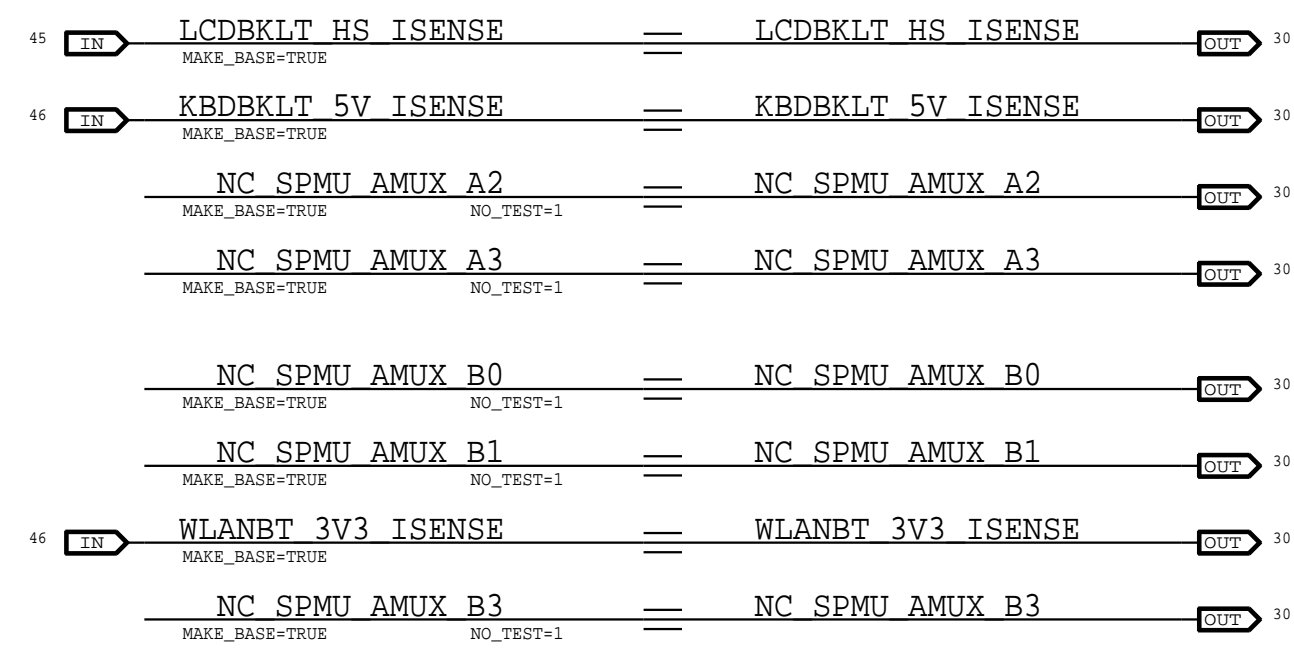 45 IN LCDBKLT_HS_ISENSE LCDBKLT_HS_ISENSE OUT 30
MAKE_BASE=TRUE
46 IN KBDBKLT_5V_ISENSE KBDBKLT_5V_ISENSE OUT 30
MAKE_BASE=TRUE
NC_SPMU_AMUX_A2 NC_SPMU_AMUX_A2 OUT 30
MAKE_BASE=TRUE NO_TEST=1
NC_SPMU_AMUX_A3 NC_SPMU_AMUX_A3 OUT 30
MAKE_BASE=TRUE NO_TEST=1
NC_SPMU_AMUX_B0 NC_SPMU_AMUX_B0 OUT 30
MAKE_BASE=TRUE NO_TEST=1
NC_SPMU_AMUX_B1 NC_SPMU_AMUX_B1 OUT 30
MAKE_BASE=TRUE NO_TEST=1
46 IN WLANBT_3V3_ISENSE WLANBT_3V3_ISENSE OUT 30
MAKE_BASE=TRUE
NC_SPMU_AMUX_B3 NC_SPMU_AMUX_B3 OUT 30
MAKE_BASE=TRUE NO_TEST=1